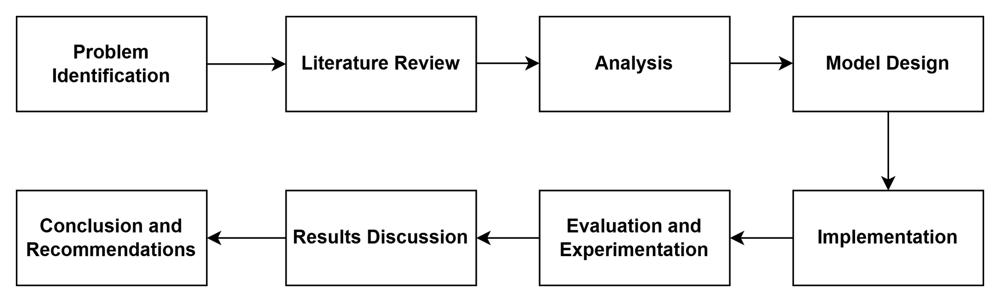 Problem
Identification
Literature Review
Analysis
Model Design
Implementation
Evaluation and
Experimentation
Results Discussion
Conclusion and
Recommendations